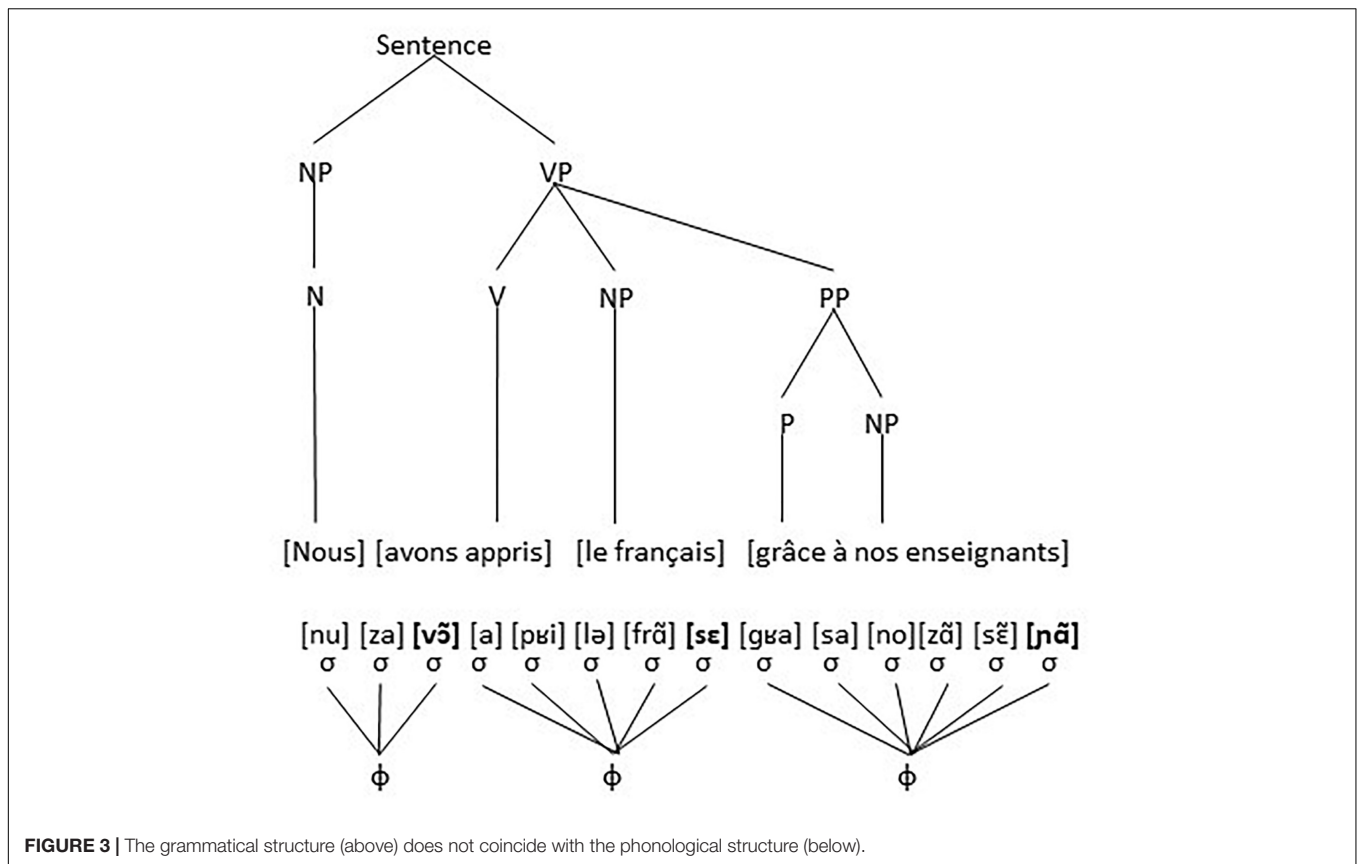 Sentence
NP VP
N V NP PP
P NP
[Nous] [avons appris] [le français] [grâce à nos enseignants]
[nu] [za] [vɔ̃] [a] [pʁi] [lə] [frɑ̃] [sɛ] [gʁa] [sa] [no][zɑ̃] [sɛ̃] [ɲɑ̃]
σ σ σ σ σ σ σ σ σ σ σ σ σ σ
ϕ ϕ ϕ
FIGURE 3 | The grammatical structure (above) does not coincide with the phonological structure (below).